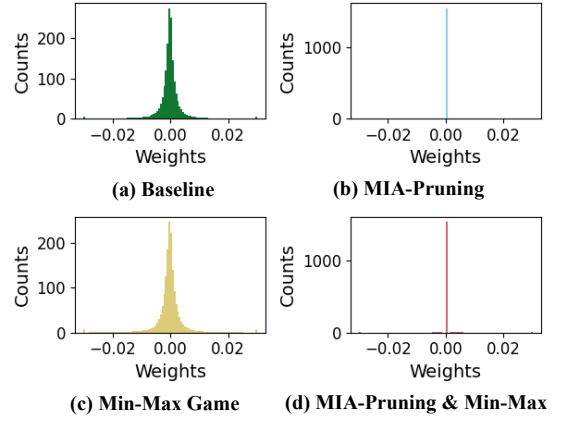 Counts
200
100
0
−0.02 0.00 0.02
Weights
(a) Baseline
Counts
1000
0
−0.02 0.00 0.02
Weights
(b) MIA-Pruning
Counts
200
100
0
−0.02 0.00 0.02
Weights
(c) Min-Max Game
Counts
1000
0
−0.02 0.00 0.02
Weights
(d) MIA-Pruning & Min-Max